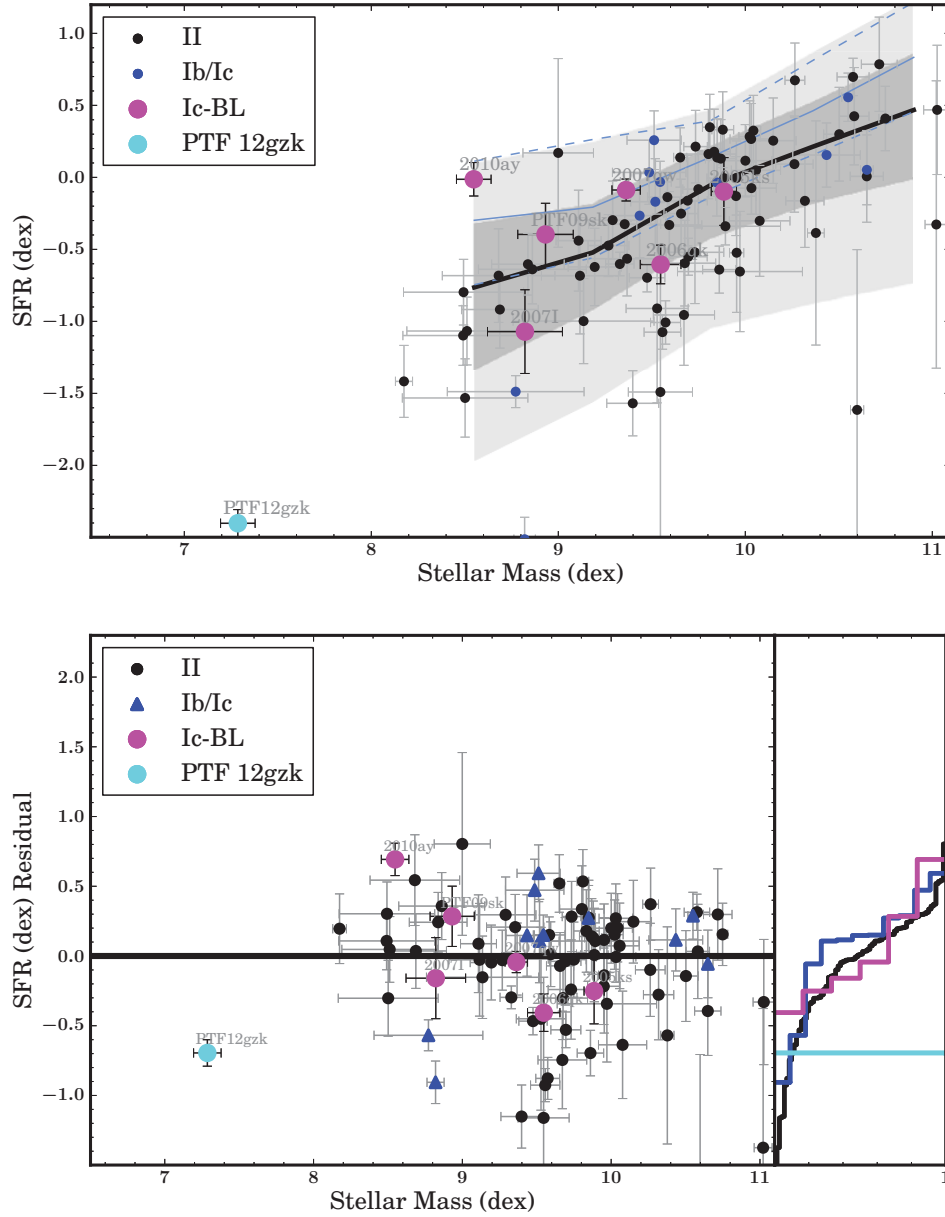 1.0
0.5
0.0
−0.5
−1.0
−1.5
−2.0
SFR (dex)
II
Ib/Ic
Ic-BL
PTF 12gzk
2010ay
PTF09sk
2006ks
2007I
PTF12gzk
7
8
9
10
11
Stellar Mass (dex)
2.0
1.5
1.0
0.5
0.0
−0.5
−1.0
SFR (dex) Residual
II
Ib/Ic
Ic-BL
PTF 12gzk
2010ay
PTF09sk
2007I
PTF12gzk
7
8
9
10
11
1
Stellar Mass (dex)